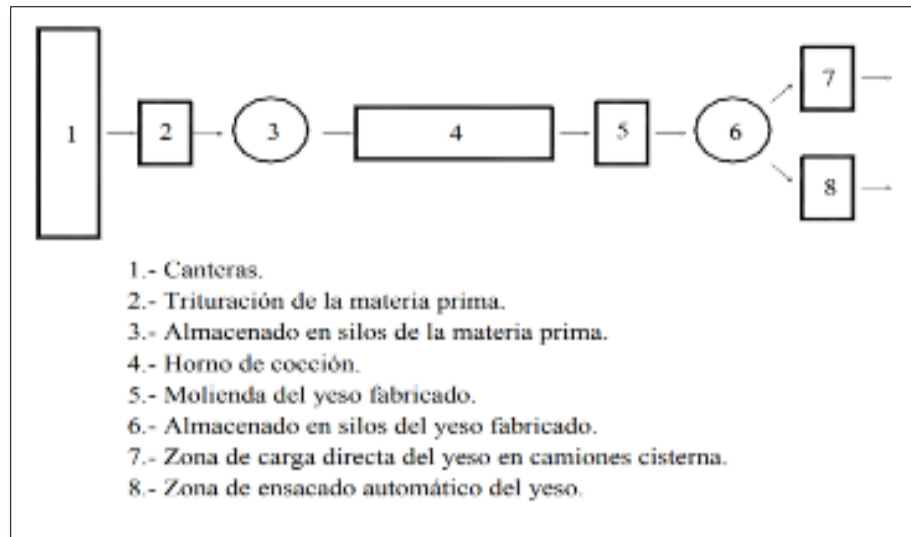 1
2
3
4
5
6
7
8
1.- Canteras.
2.- Trituración de la materia prima.
3.- Almacenado en silos de la materia prima.
4.- Horno de cocción.
5.- Molienda del yeso fabricado.
6.- Almacenado en silos del yeso fabricado.
7.- Zona de carga directa del yeso en camiones cisterna.
8.- Zona de ensacado automático del yeso.